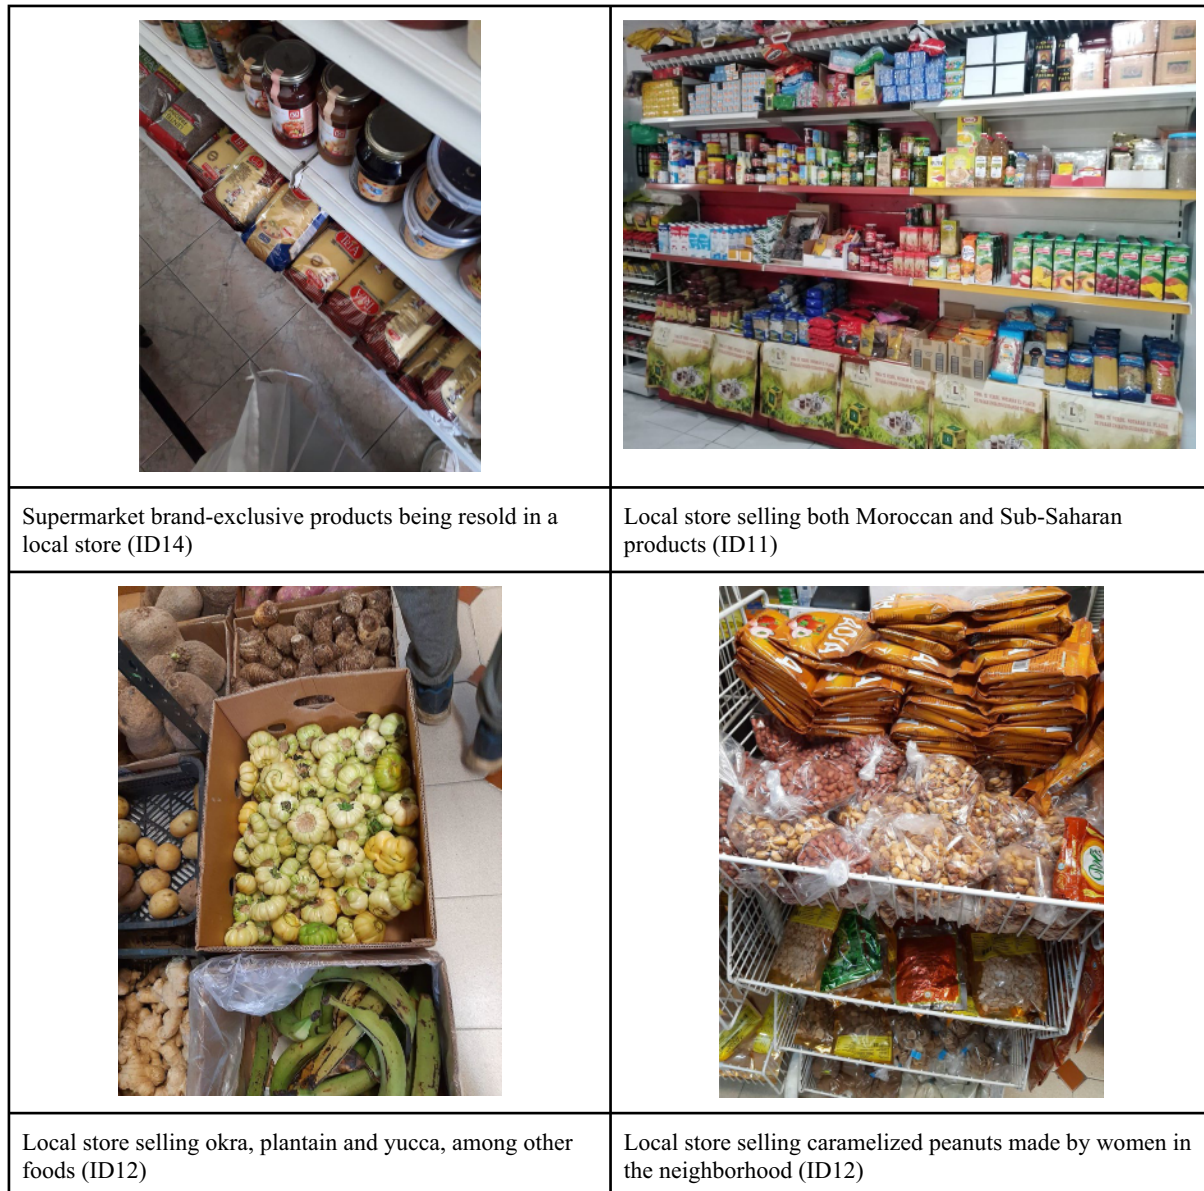 Supermarket brand-exclusive products being resold in a
local store (ID14)
Local store selling both Moroccan and Sub-Saharan
products (ID11)
Local store selling okra, plantain and yucca, among other
foods (ID12)
Local store selling caramelized peanuts made by women in
the neighborhood (ID12)